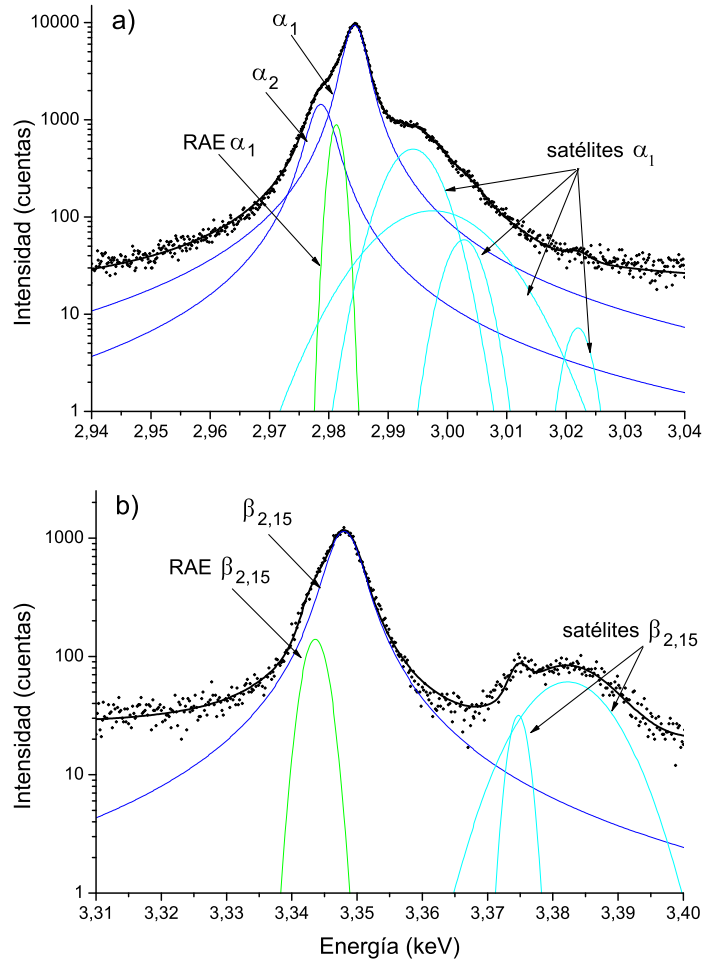 a)
10000
1000
100
10
1
Intensidad (cuentas)
α1
α2
RAE α1
satélites α1
2,94 2,95 2,96 2,97 2,98 2,99 3,00 3,01 3,02 3,03 3,04
b)
1000
100
10
1
Intensidad (cuentas)
β2,15
RAE β2,15
satélites β2,15
3,31 3,32 3,33 3,34 3,35 3,36 3,37 3,38 3,39 3,40
Energía (keV)